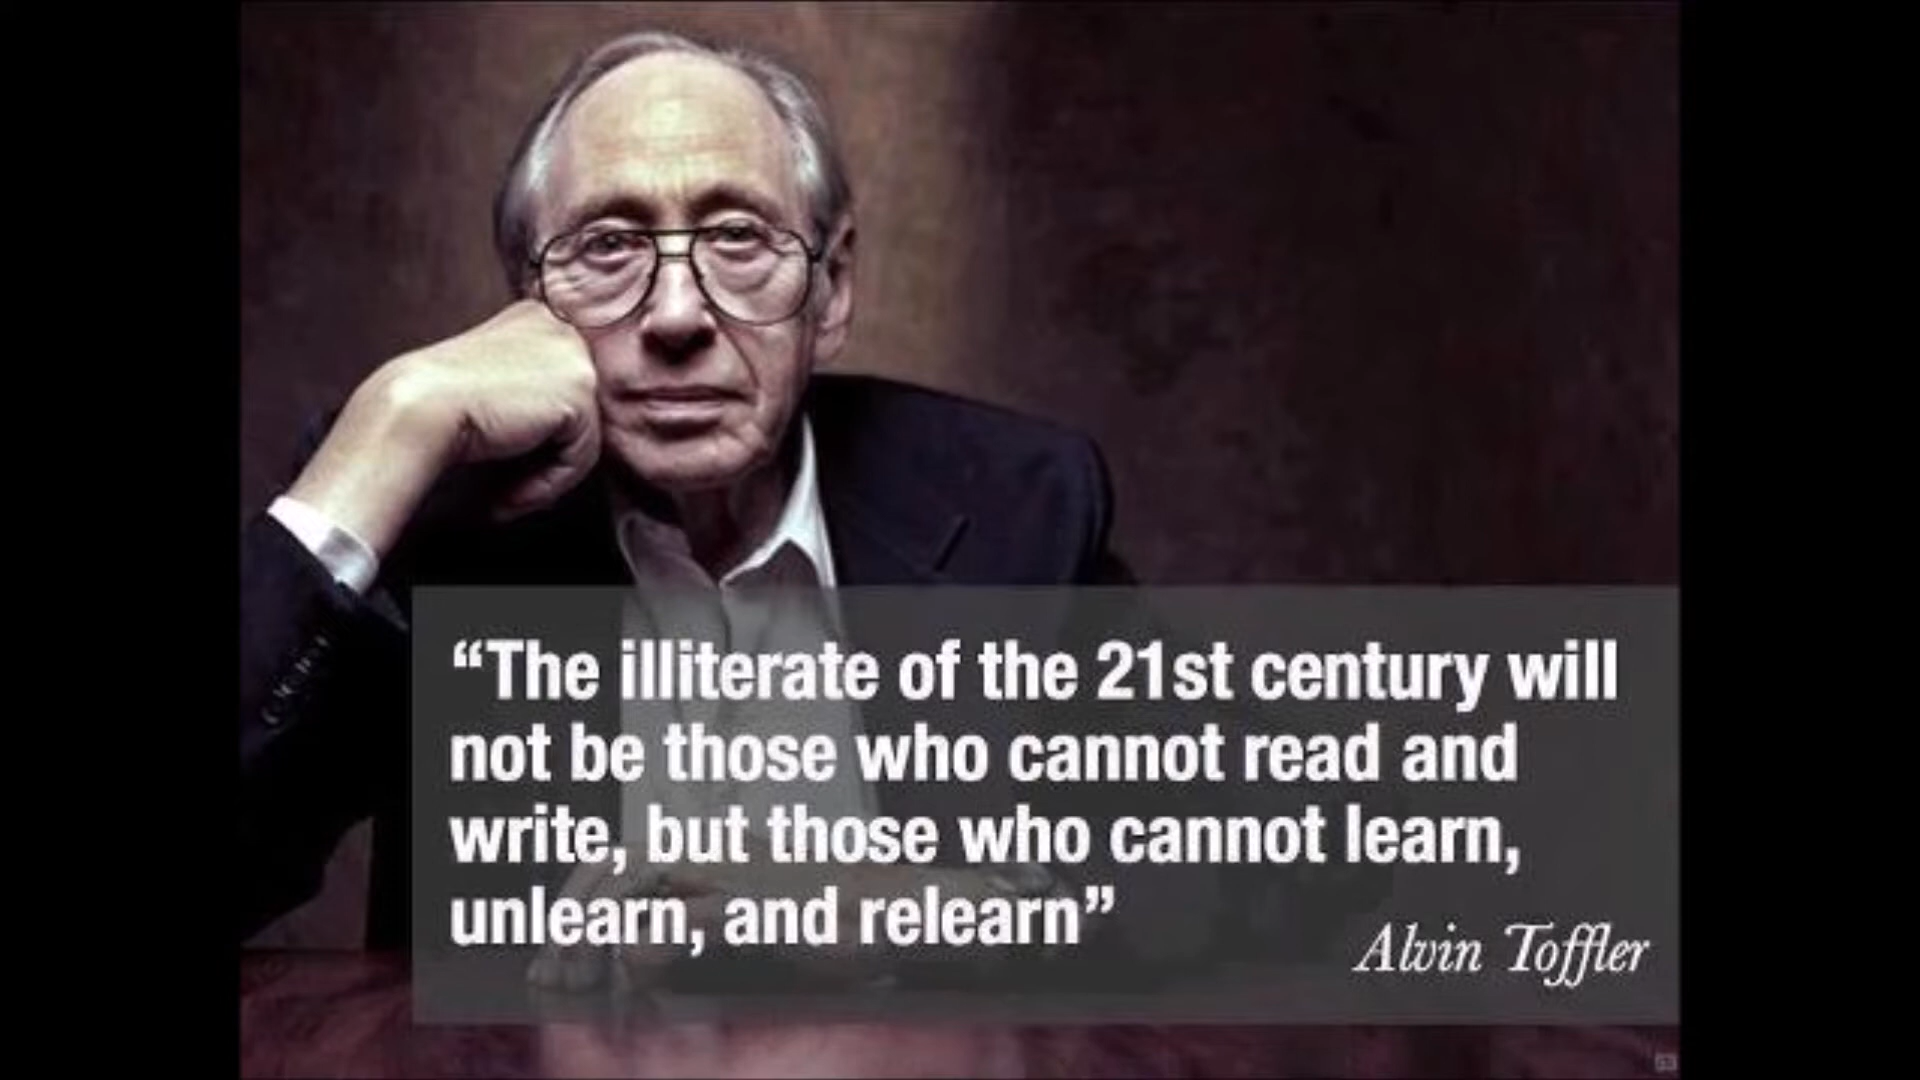 “The illiterate of the 21st century will
not be those who cannot read and
write, but those who cannot learn,
unlearn, and relearn”
Alvin Toffler